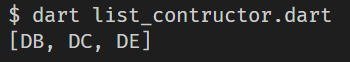 $ dart list_contructor.dart
[DB, DC, DE]